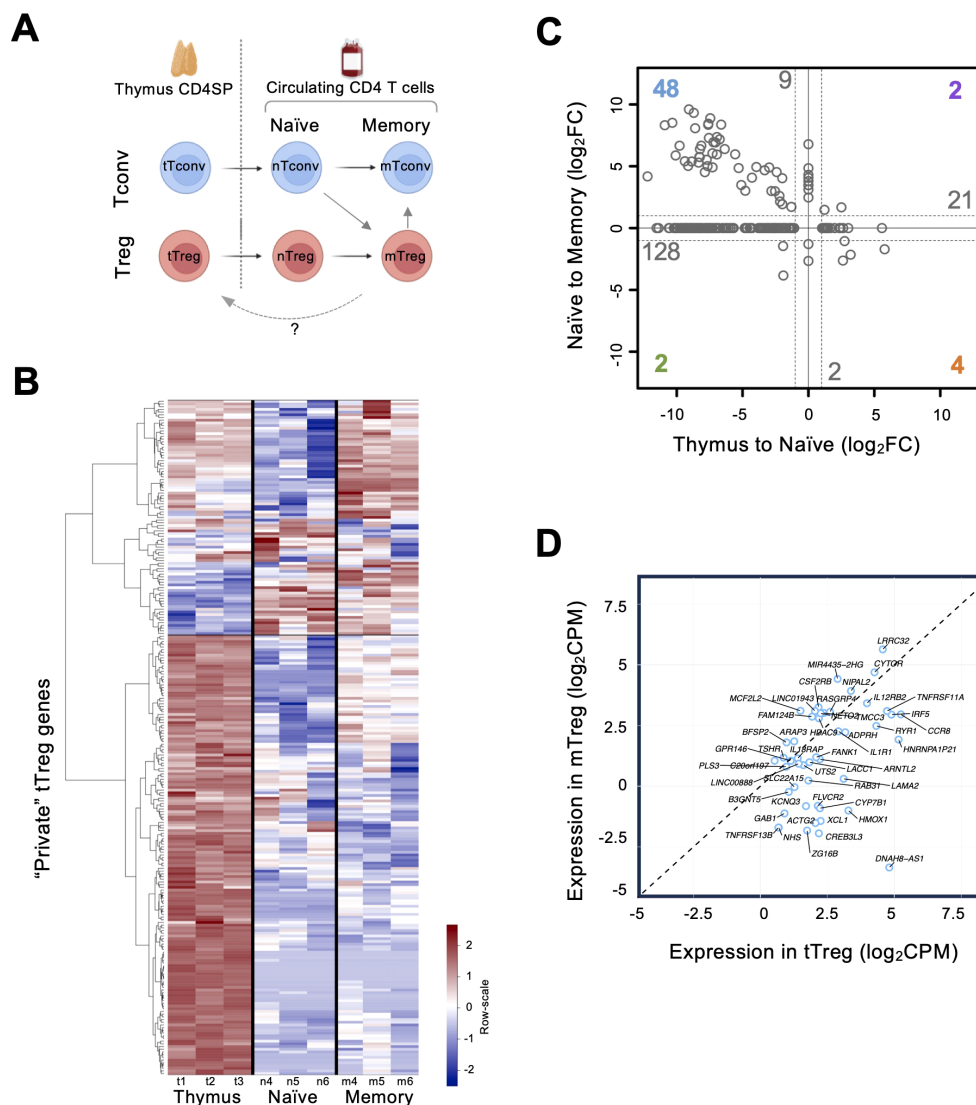 A
Thymus CD4SP
Circulating CD4 T cells
Naïve
Memory
Tconv
tTconv
nTconv
mTconv
Treg
tTreg
nTreg
mTreg
?
B
"Private" tTreg genes
t1
t2
t3
n4
n5
n6
m4
m5
m6
Thymus
Naïve
Memory
2
1
0
-1
-2
Row-scale
C
48
9
2
21
128
2
2
4
10
5
0
-5
-10
Naïve to Memory (log2FC)
-10
-5
0
5
10
Thymus to Naïve (log2FC)
D
Expression in mTreg (log2CPM)
7.5
5
2.5
0
-2.5
-5
LRRC32
MIR4435-2HG
CYTOR
CSF2RB
NIPAL2
MCF2L2
LINC01943
RASGRP4
IL12RB2
TNFRSF11A
FAM124B
NETO2
TMCC3
IRF5
BFSP2
ARAP3
HDAC9
ADPRH
RYR1
CCR8
GPR146
TSHR
IL18RAP
FANK1
IL1R1
HNRNPA1P21
PLS3
C20orf197
UTS2
LACC1
ARNTL2
LINC00888
SLC22A15
RAB31
LAMA2
B3GNT5
KCNQ3
FLVCR2
CYP7B1
GAB1
ACTG2
XCL1
HMOX1
TNFRSF13B
NHS
CREB3L3
ZG16B
DNAH8-AS1
-5
0
2.5
5
7.5
Expression in tTreg (log2CPM)